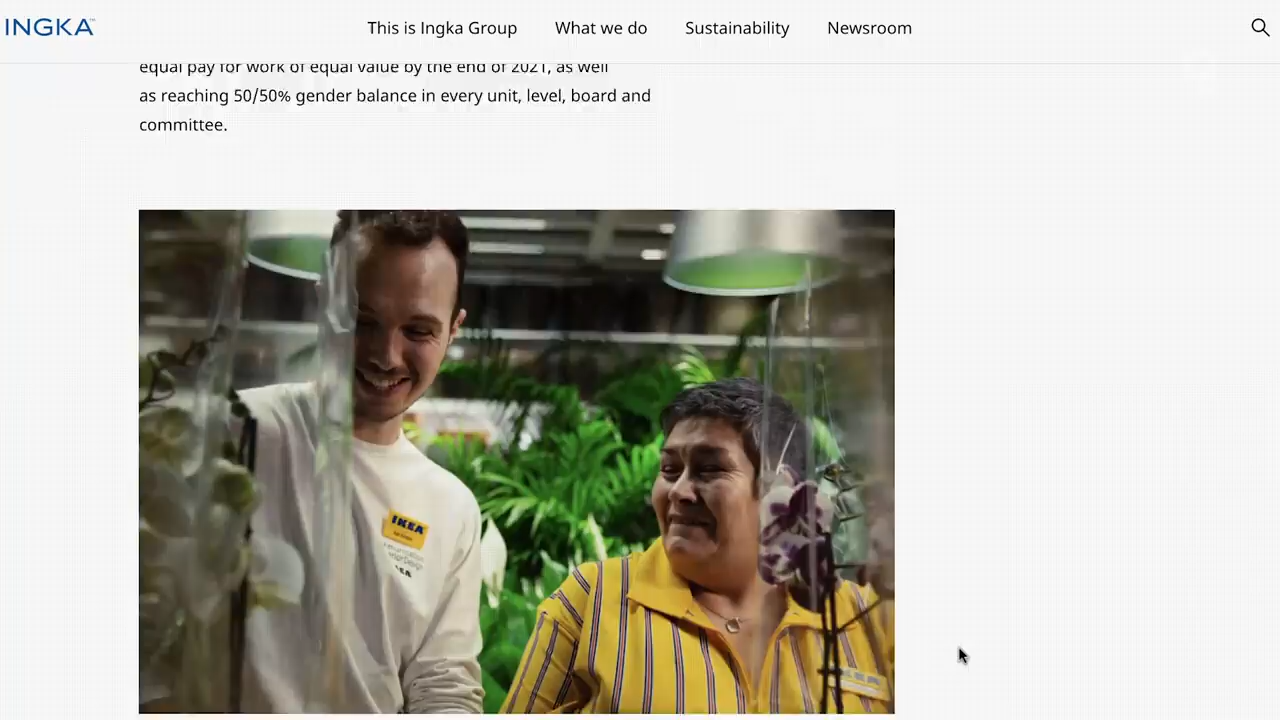 INGKA
This is Ingka Group
What we do
Sustainability
Newsroom
equal pay for work of equal value by the end of 2021, as well
as reaching 50/50% gender balance in every unit, level, board and
committee.
IKEA
IKEA